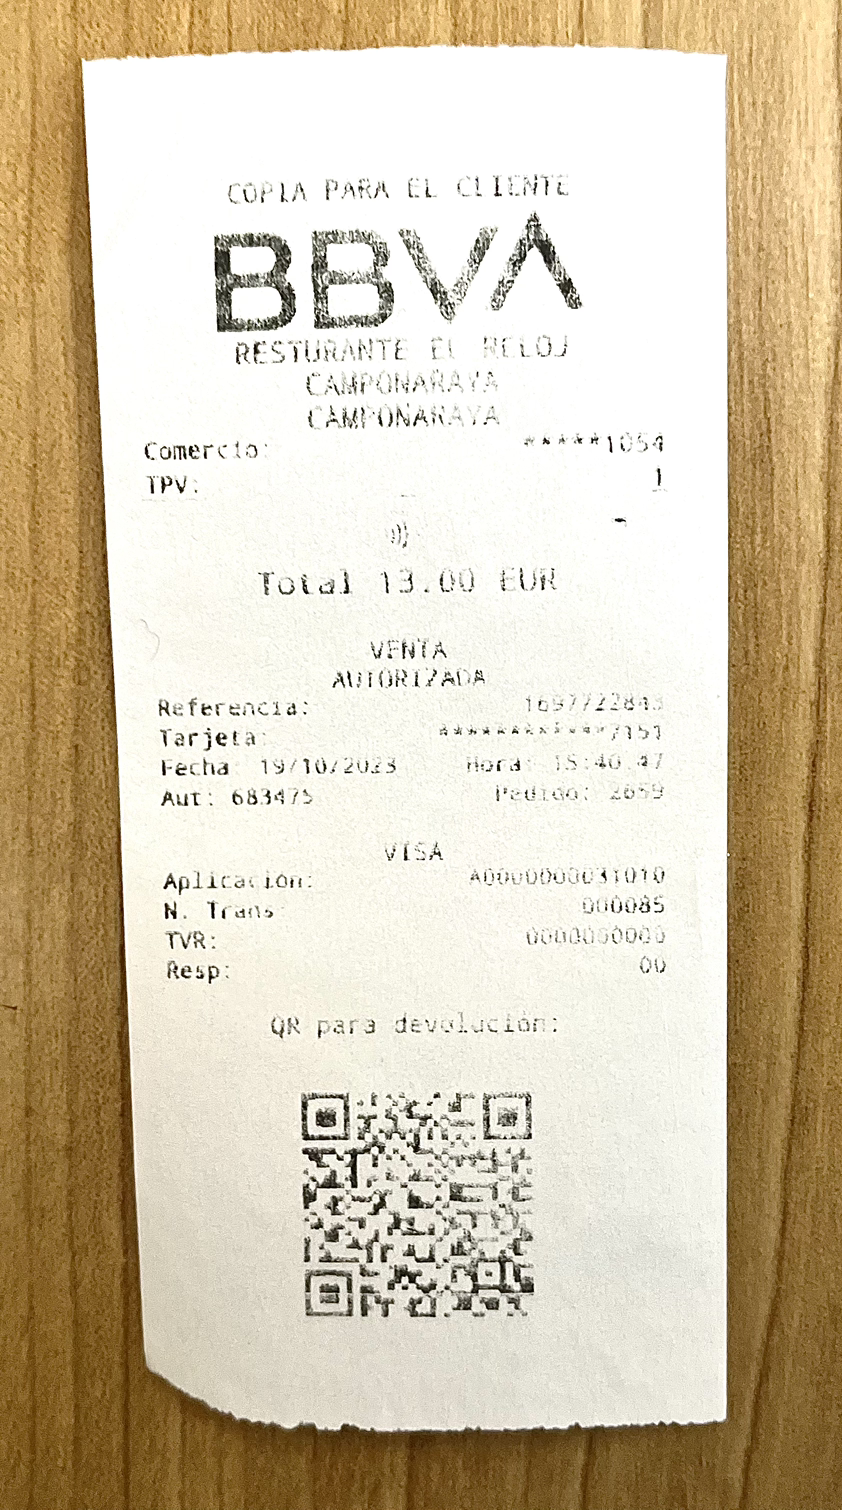 COPIA PARA EL CLIENTE
BBVA
RESTURANTE EL RELOJ
CAMPONARAYA
CAMPONARAYA
Comercio: *****1054
TPV: 1
Total 13.00 EUR
VENTA
AUTORIZADA
Referencia: 1697722843
Tarjeta: ************7151
Fecha: 19/10/2023 Hora: 15:40:47
Aut: 683475 Pedido: 2659
VISA
Aplicación: A0000000031010
N. Trans: 000085
TVR: 0000000000
Resp: 00
QR para devolución: